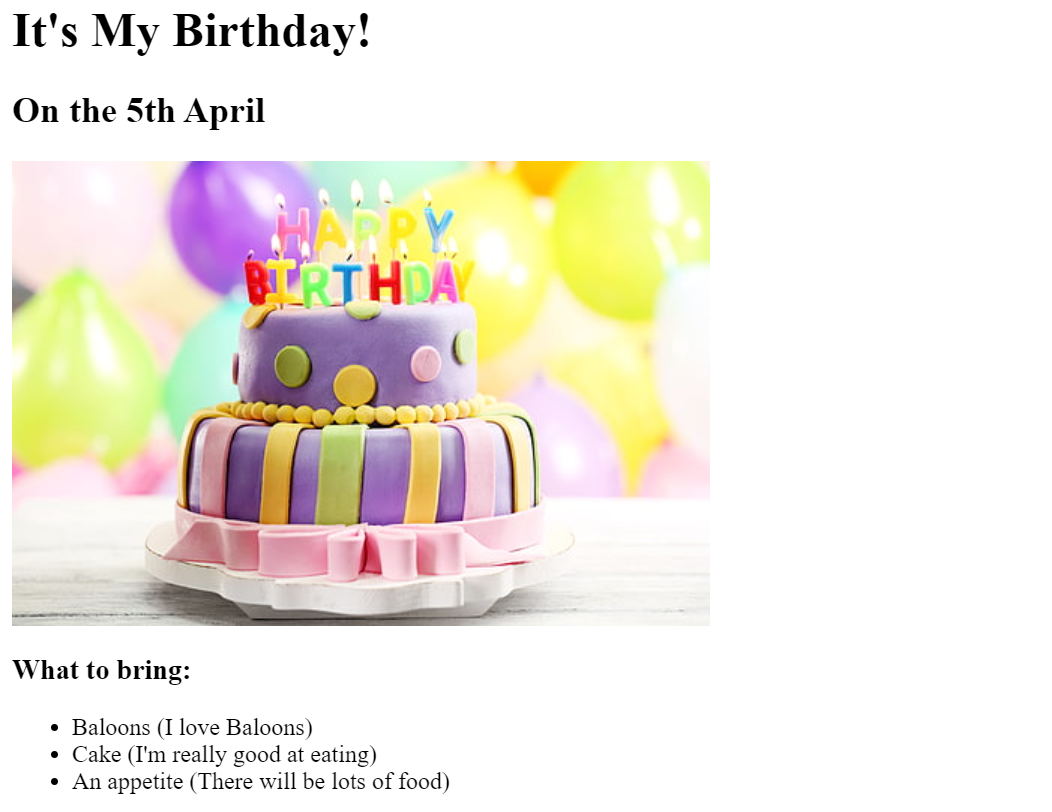 It's My Birthday!
On the 5th April
HAPPY
BIRTHDAY
What to bring:
Baloons (I love Baloons)
Cake (I'm really good at eating)
An appetite (There will be lots of food)